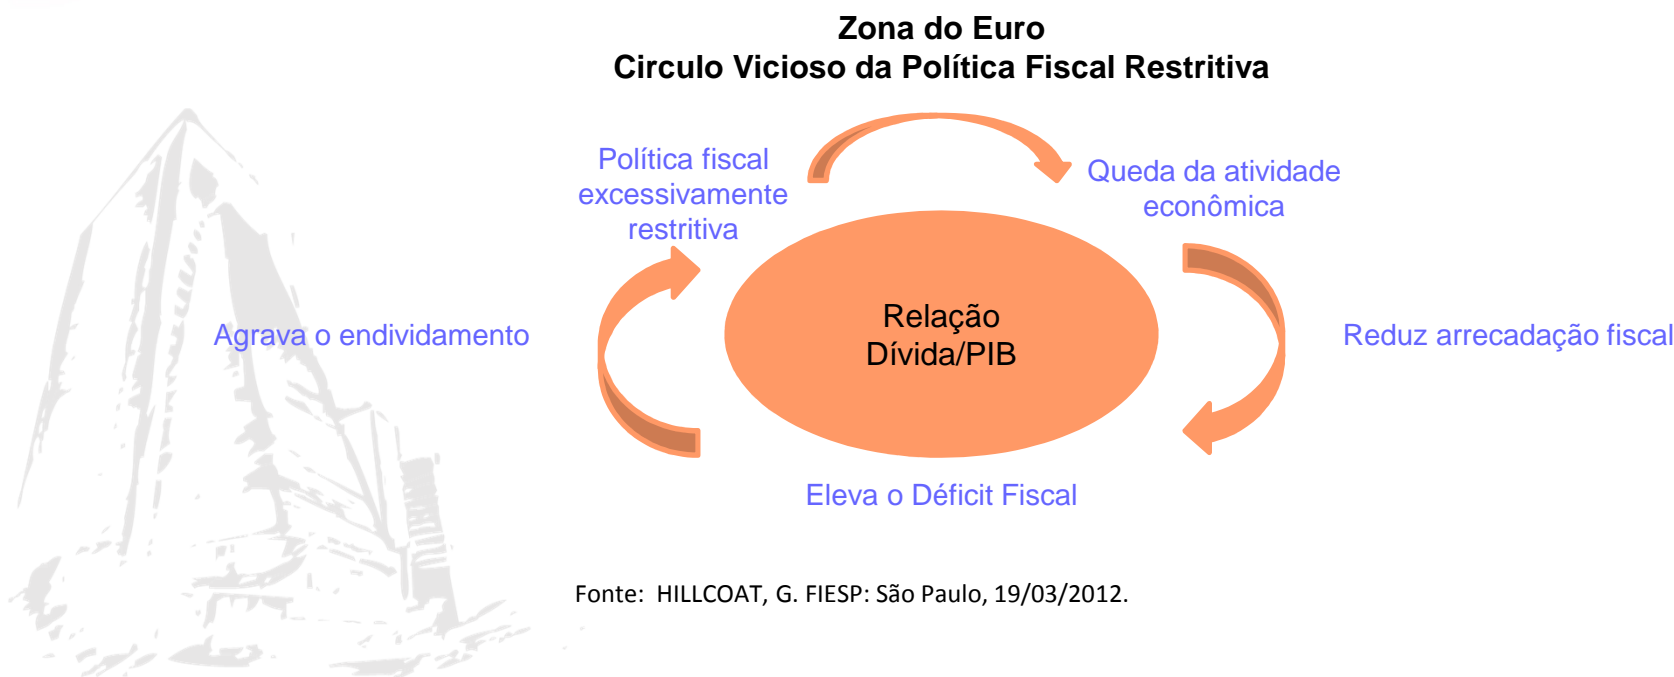 Zona do Euro
Circulo Vicioso da Política Fiscal Restritiva
Política fiscal
excessivamente
restritiva
Queda da atividade
econômica
Relação
Dívida/PIB
Agrava o endividamento
Reduz arrecadação fiscal
Eleva o Déficit Fiscal
Fonte:  HILLCOAT, G. FIESP: São Paulo, 19/03/2012.